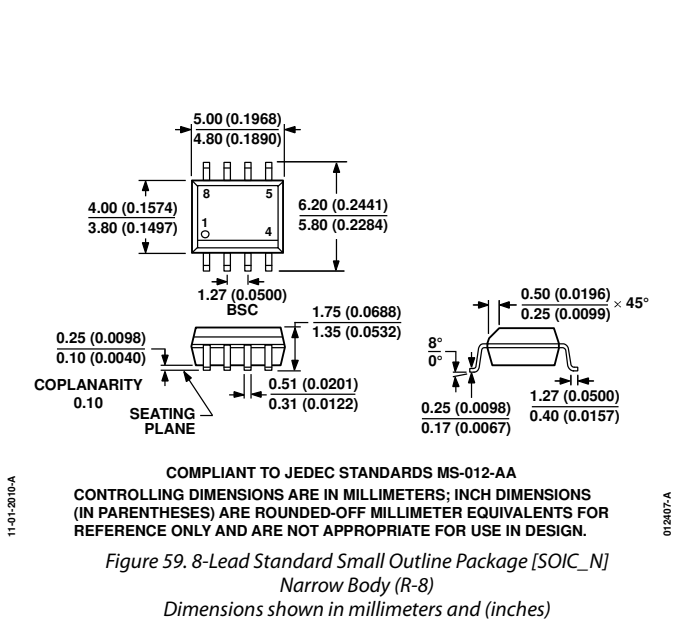 5.00 (0.1968)
4.80 (0.1890)
8
5
1
4
4.00 (0.1574)
3.80 (0.1497)
6.20 (0.2441)
5.80 (0.2284)
1.27 (0.0500)
BSC
1.75 (0.0688)
1.35 (0.0532)
0.25 (0.0098)
0.10 (0.0040)
COPLANARITY
0.10
SEATING
PLANE
0.51 (0.0201)
0.31 (0.0122)
0.50 (0.0196)
0.25 (0.0099)
× 45°
8°
0°
0.25 (0.0098)
0.17 (0.0067)
1.27 (0.0500)
0.40 (0.0157)
COMPLIANT TO JEDEC STANDARDS MS-012-AA
CONTROLLING DIMENSIONS ARE IN MILLIMETERS; INCH DIMENSIONS
(IN PARENTHESES) ARE ROUNDED-OFF MILLIMETER EQUIVALENTS FOR
REFERENCE ONLY AND ARE NOT APPROPRIATE FOR USE IN DESIGN.
11-01-2010-A
012407-A
Figure 59. 8-Lead Standard Small Outline Package [SOIC_N]
Narrow Body (R-8)
Dimensions shown in millimeters and (inches)